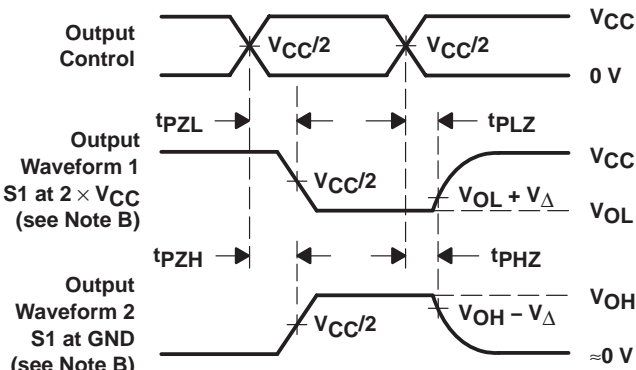 Output
Control
VCC/2
VCC/2
VCC
0 V
tPZL
tPLZ
Output
Waveform 1
S1 at 2 × VCC
(see Note B)
VCC/2
VOL + VΔ
VCC
VOL
tPZH
tPHZ
Output
Waveform 2
S1 at GND
(see Note B)
VCC/2
VOH − VΔ
VOH
≈0 V